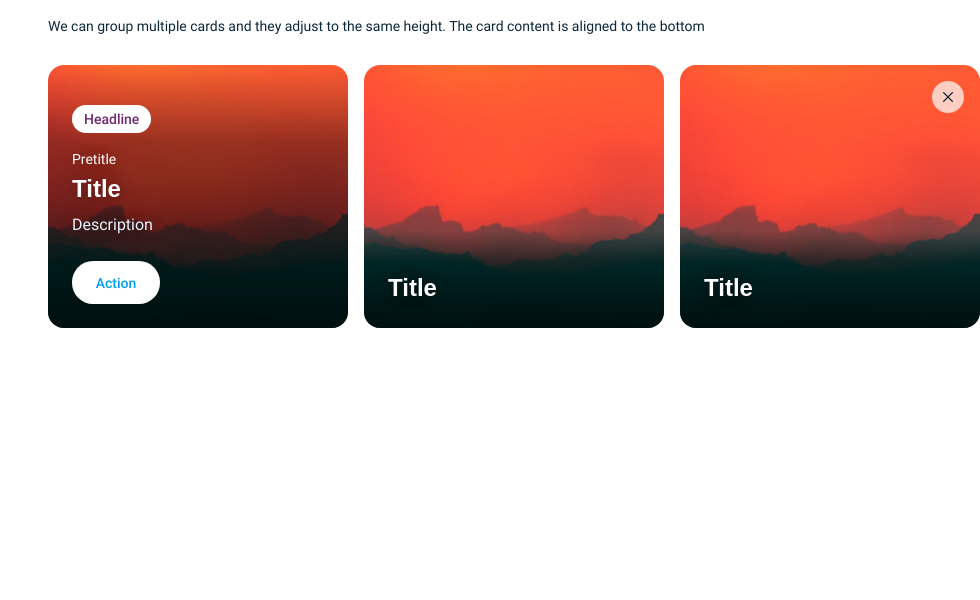 We can group multiple cards and they adjust to the same height. The card content is aligned to the bottom
Headline
Pretitle
Title
Description
Action
Title
Title